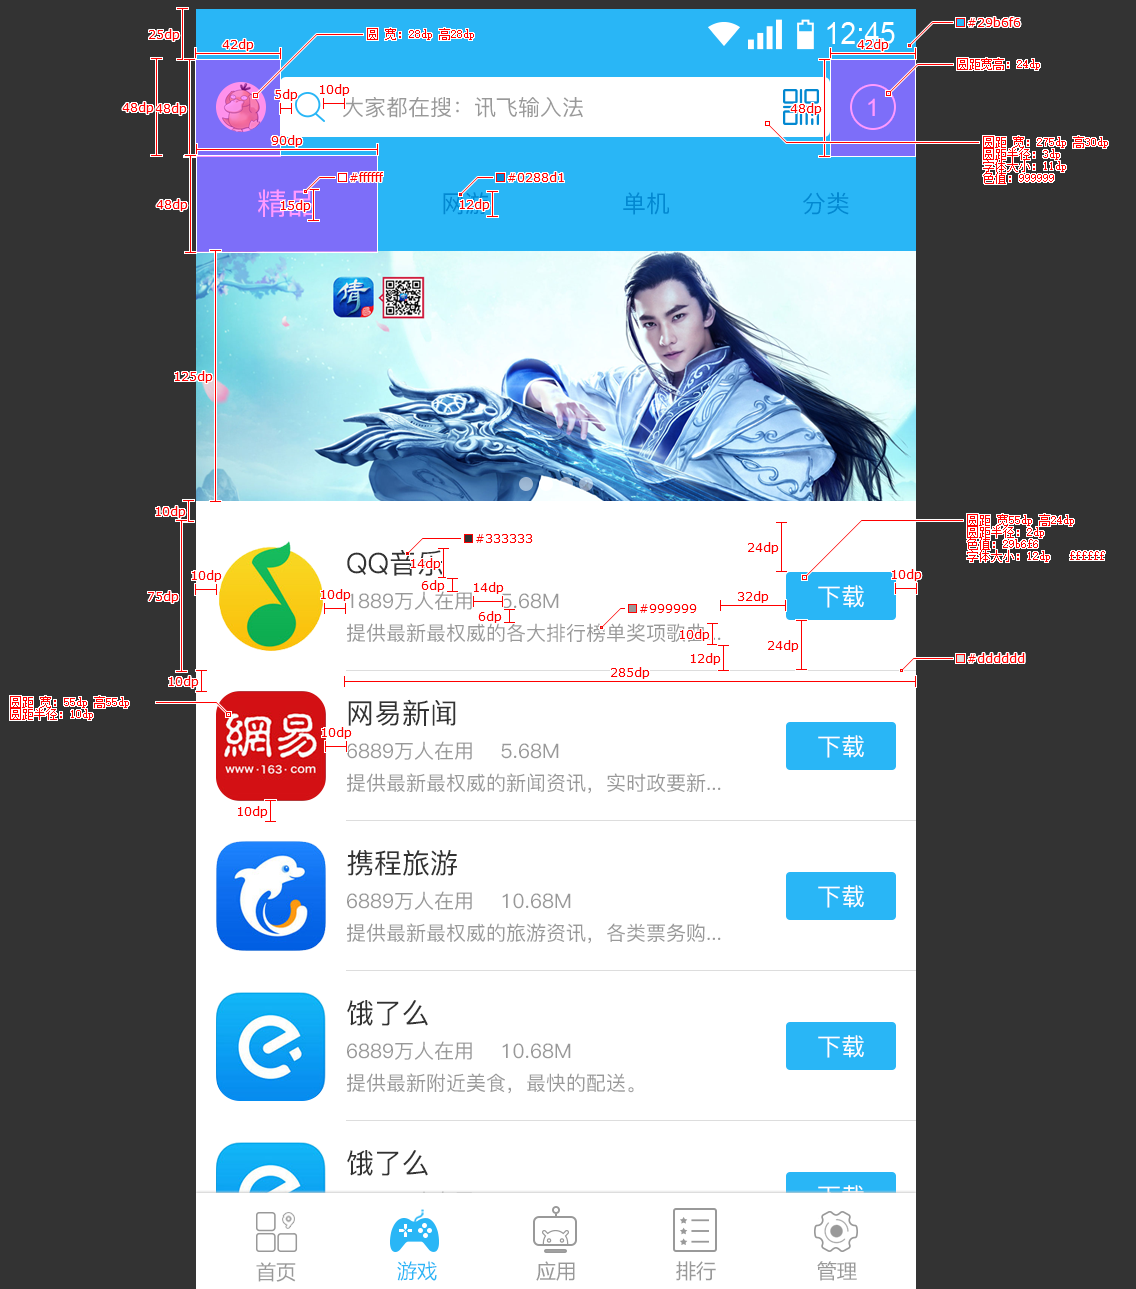 25dp
42dp
圆 宽：28dp 高28dp
12:45
42dp
#29b6f6
圆距宽高：24dp
48dp
48dp
5dp
10dp
大家都在搜：讯飞输入法
48dp
1
90dp
圆距 宽：275dp 高30dp
圆距半径：3dp
字体大小：11dp
色值：999999
48dp
精品
#ffffff
15dp
网游
#0288d1
12dp
单机
分类
倩
125dp
10dp
圆距 宽55dp 高24dp
圆距半径：2dp
色值：29b6f6
字体大小：12dp ffffff
#333333
QQ音乐
14dp
24dp
10dp
75dp
6dp
14dp
10dp
1889万人在用 5.68M
32dp
下载
10dp
6dp
#999999
提供最新最权威的各大排行榜单奖项歌曲...
10dp
24dp
12dp
#dddddd
285dp
10dp
圆距 宽：55dp 高55dp
圆距半径：10dp
網易
www·163·com
网易新闻
10dp
6889万人在用 5.68M
下载
提供最新最权威的新闻资讯，实时政要新...
10dp
携程旅游
6889万人在用 10.68M
下载
提供最新最权威的旅游资讯，各类票务购...
饿了么
6889万人在用 10.68M
下载
提供最新附近美食，最快的配送。
饿了么
下载
首页
游戏
应用
排行
管理